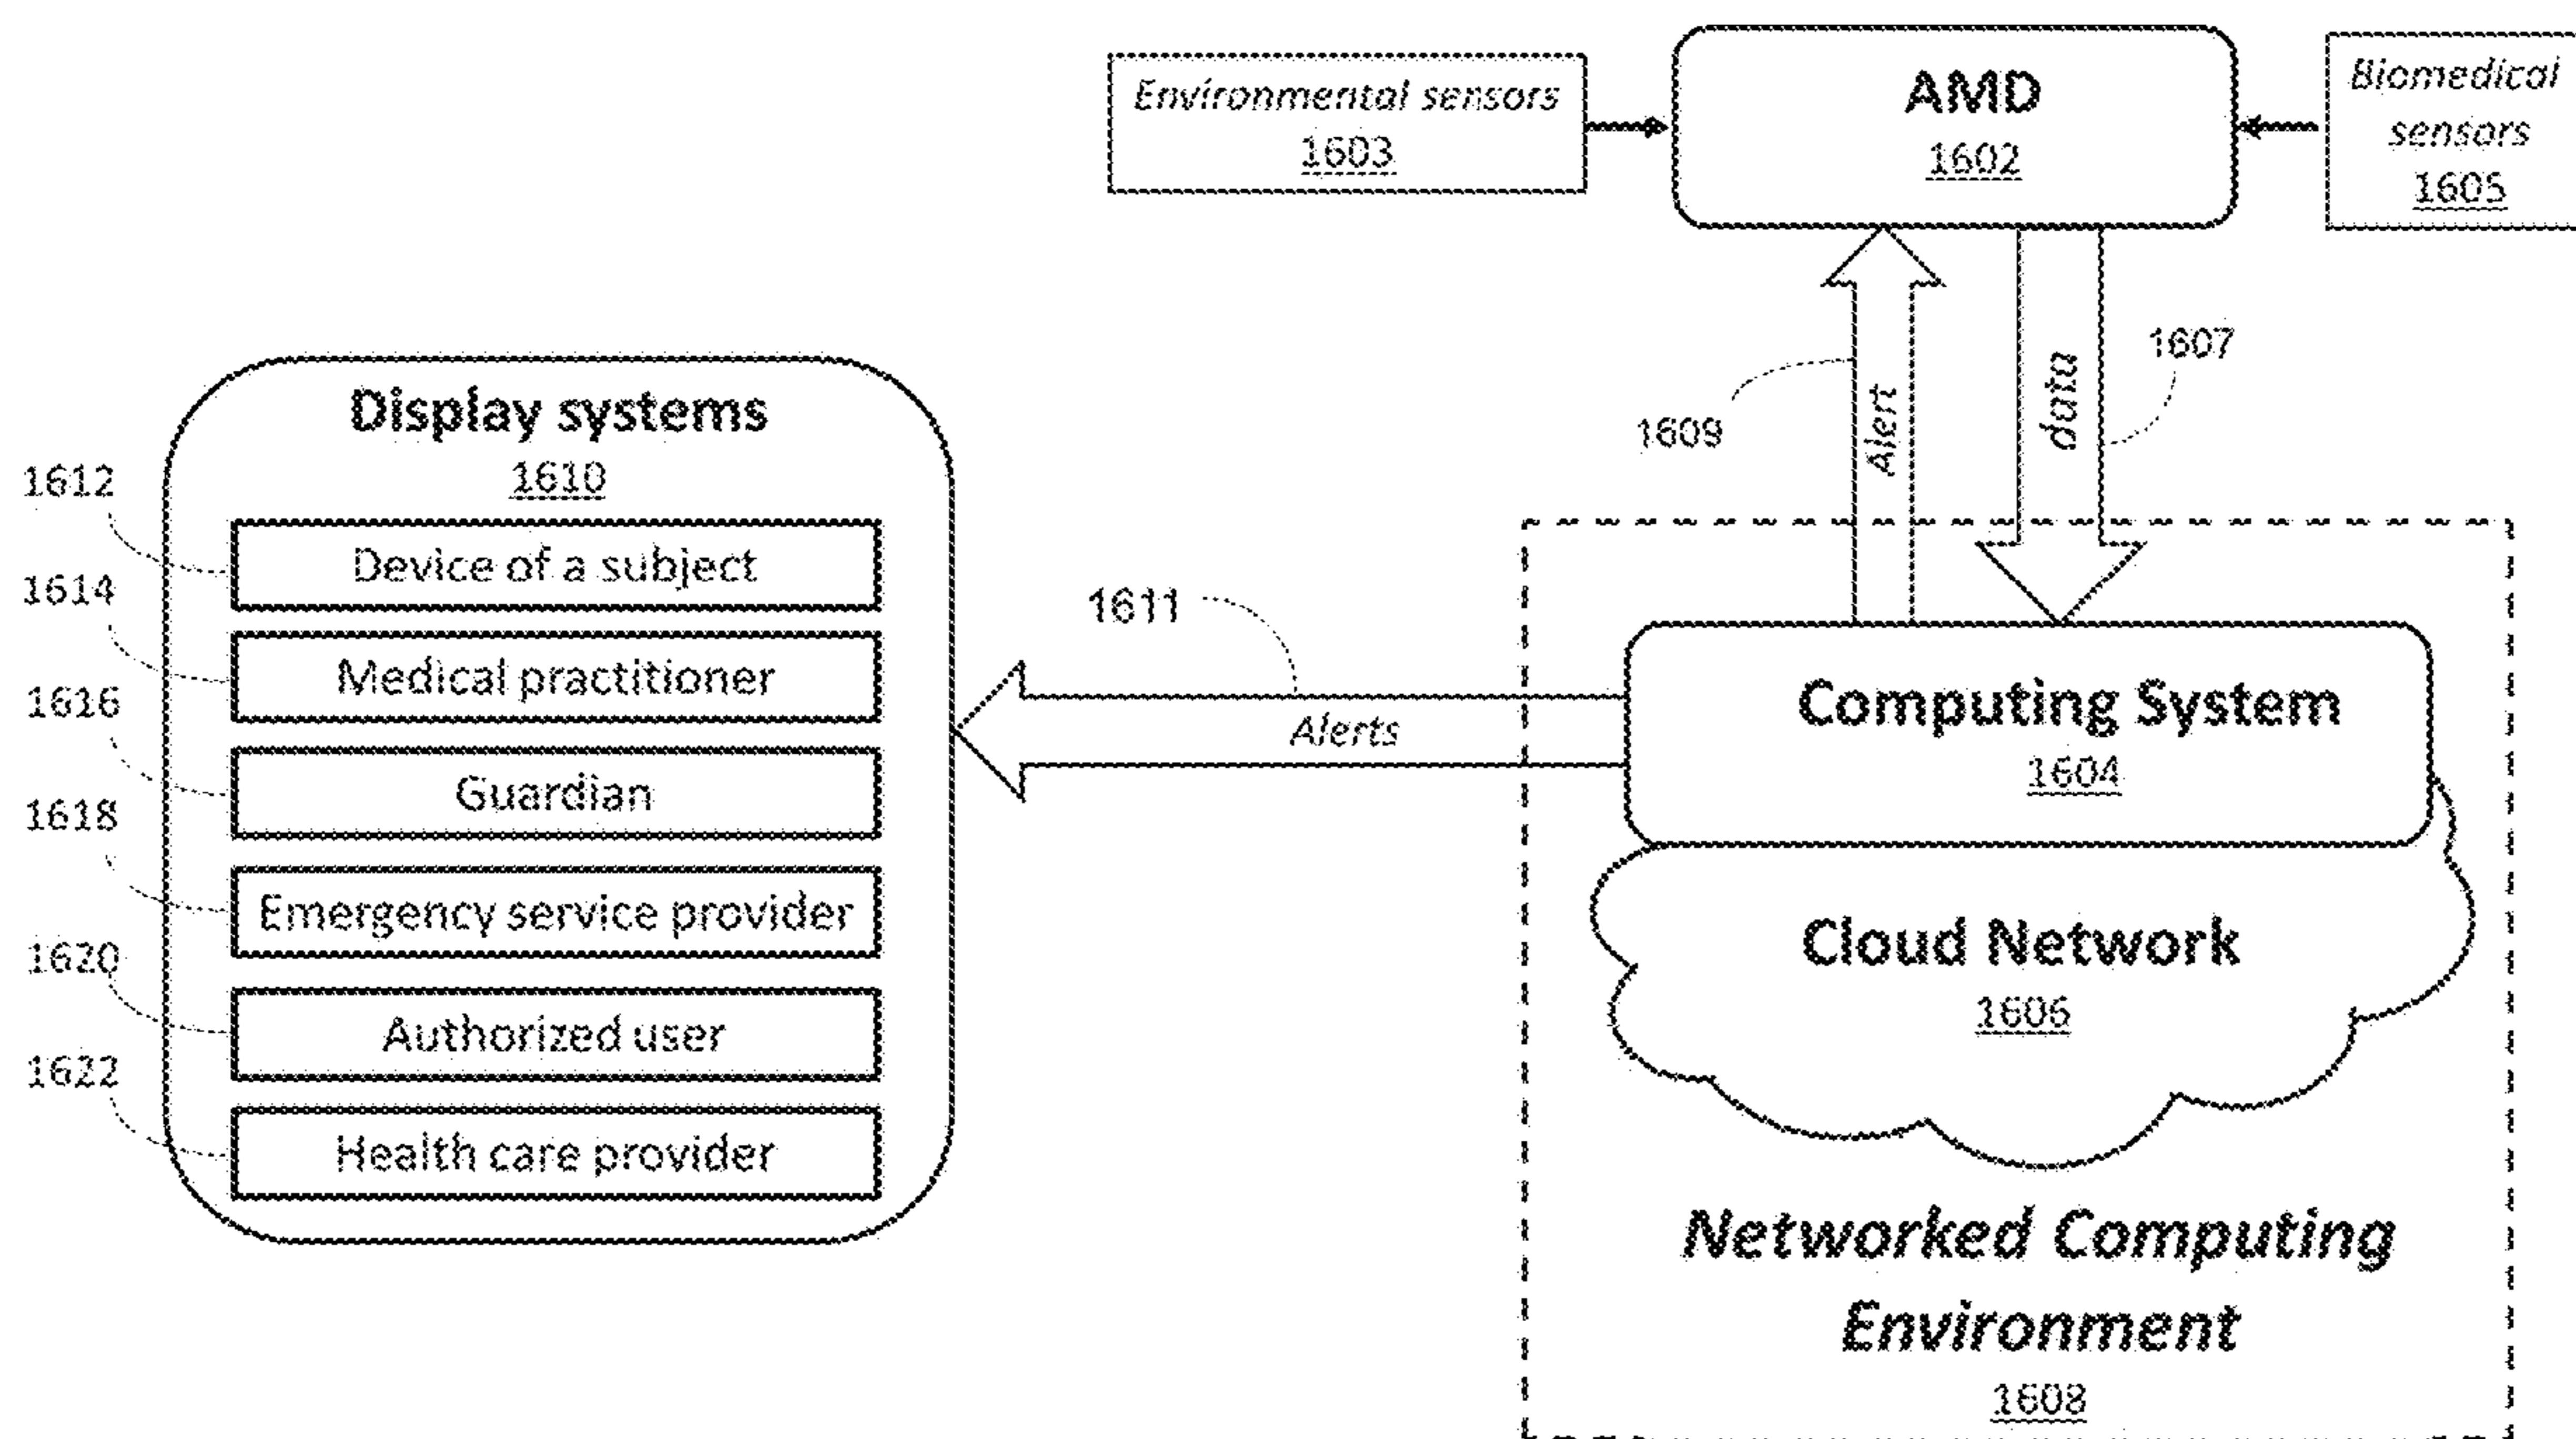 Environmental sensors
1603
AMD
1602
Biomedical
sensors
1605
1609
Alert
data
1607
Display systems
1610
1612
Device of a subject
1614
Medical practitioner
1616
Guardian
1618
Emergency service provider
1620
Authorized user
1622
Health care provider
1611
Alerts
Computing System
1604
Cloud Network
1606
Networked Computing
Environment
1608